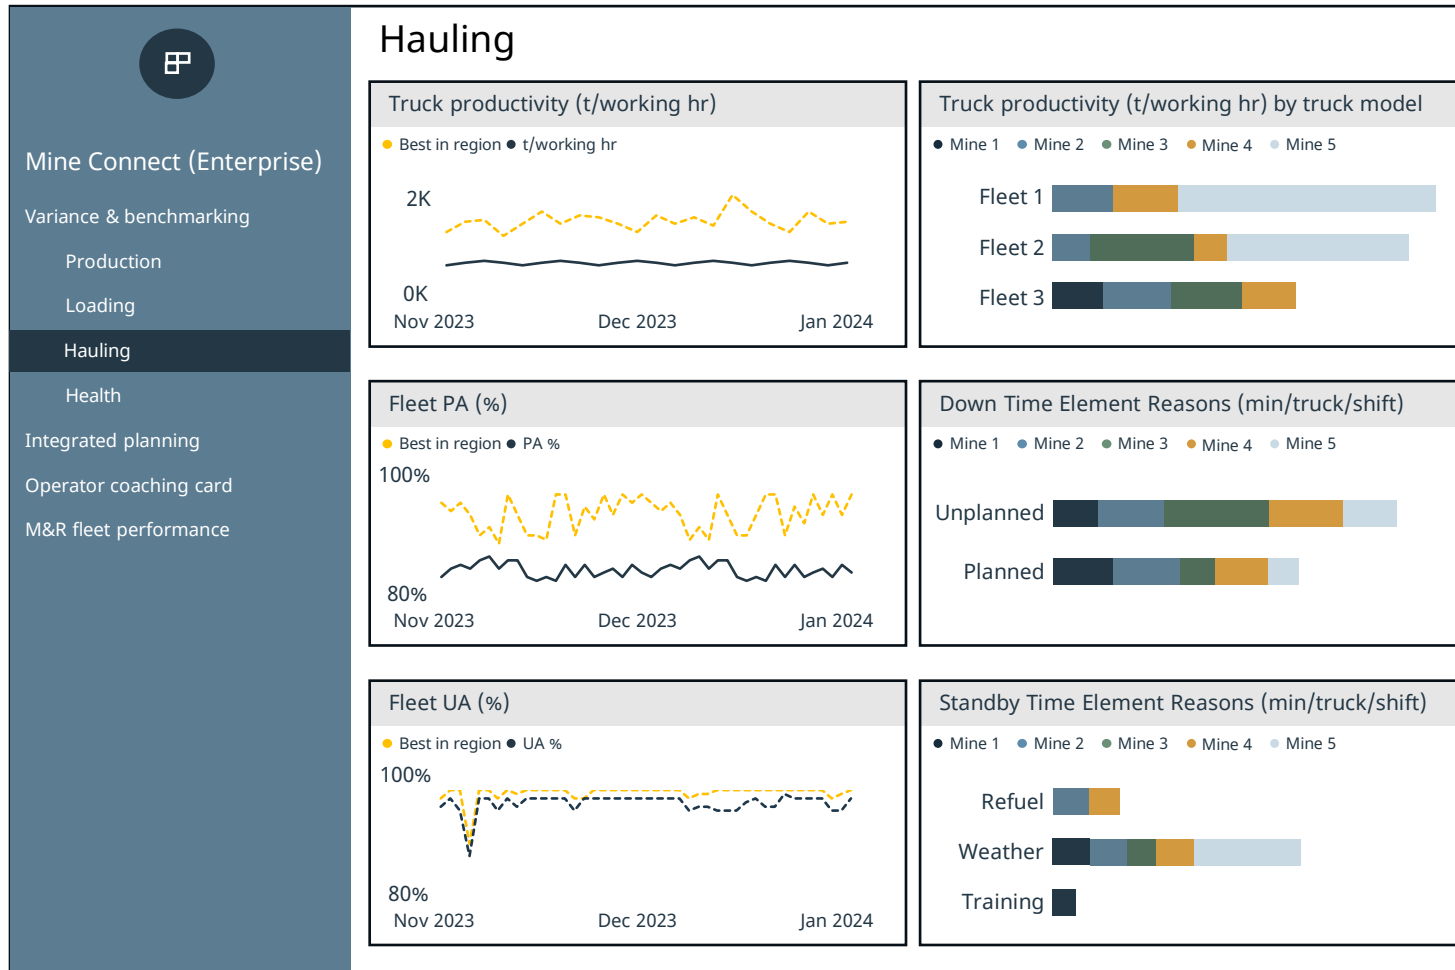 Hauling
Mine Connect (Enterprise)
Variance & benchmarking
Production
Loading
Hauling
Health
Integrated planning
Operator coaching card
M&R fleet performance
Truck productivity (t/working hr)
Best in region t/working hr
2K
0K
Nov 2023 Dec 2023 Jan 2024
Truck productivity (t/working hr) by truck model
Mine 1 Mine 2 Mine 3 Mine 4 Mine 5
Fleet 1
Fleet 2
Fleet 3
Fleet PA (%)
Best in region PA %
100%
80%
Nov 2023 Dec 2023 Jan 2024
Down Time Element Reasons (min/truck/shift)
Mine 1 Mine 2 Mine 3 Mine 4 Mine 5
Unplanned
Planned
Fleet UA (%)
Best in region UA %
100%
80%
Nov 2023 Dec 2023 Jan 2024
Standby Time Element Reasons (min/truck/shift)
Mine 1 Mine 2 Mine 3 Mine 4 Mine 5
Refuel
Weather
Training